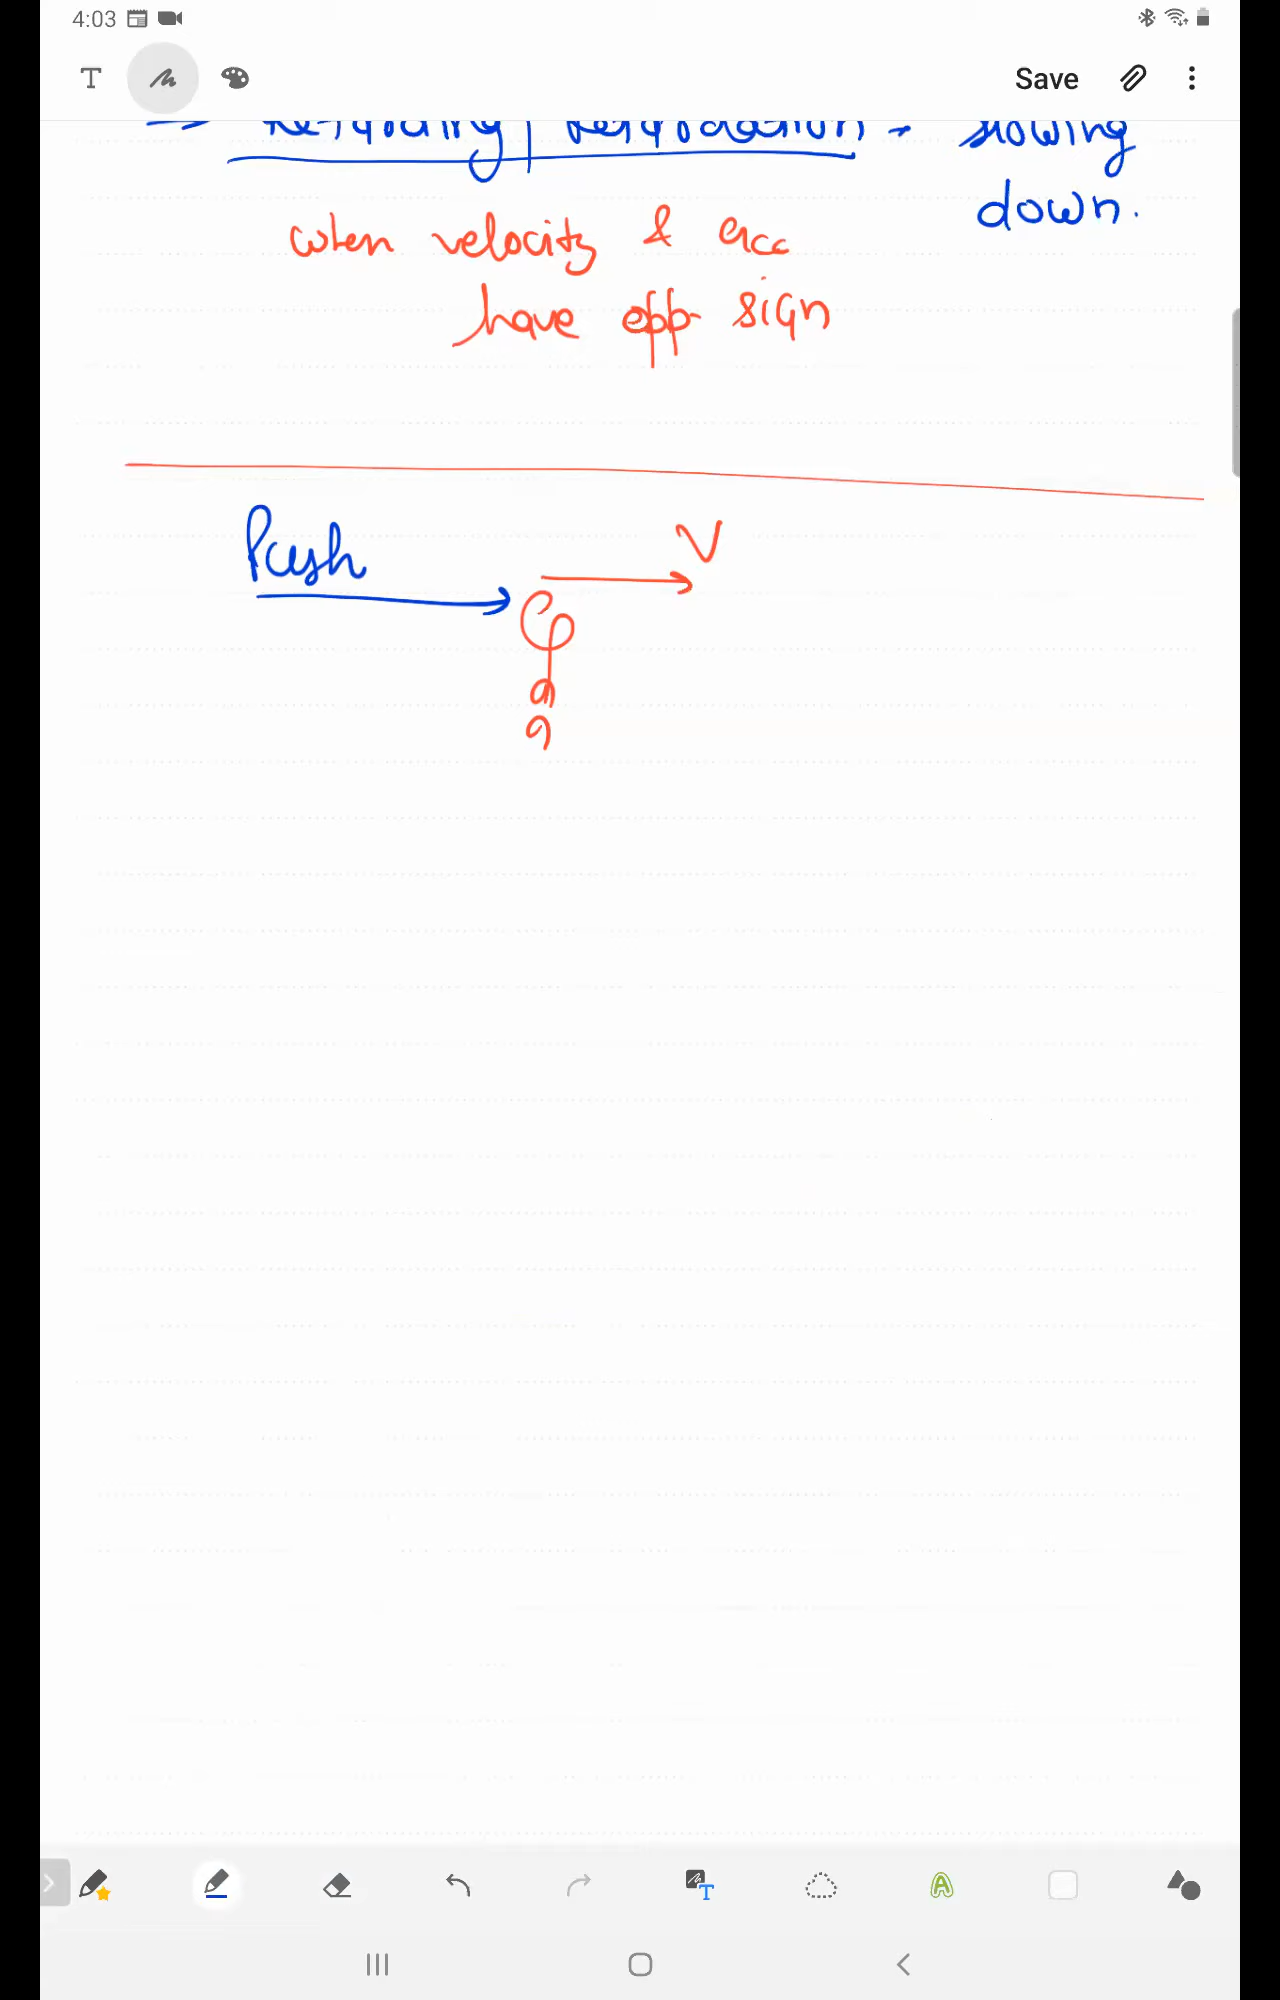 4:03
T
Save
slowing
down.
when velocity & acc
have opp. sign
Push
V
T
A